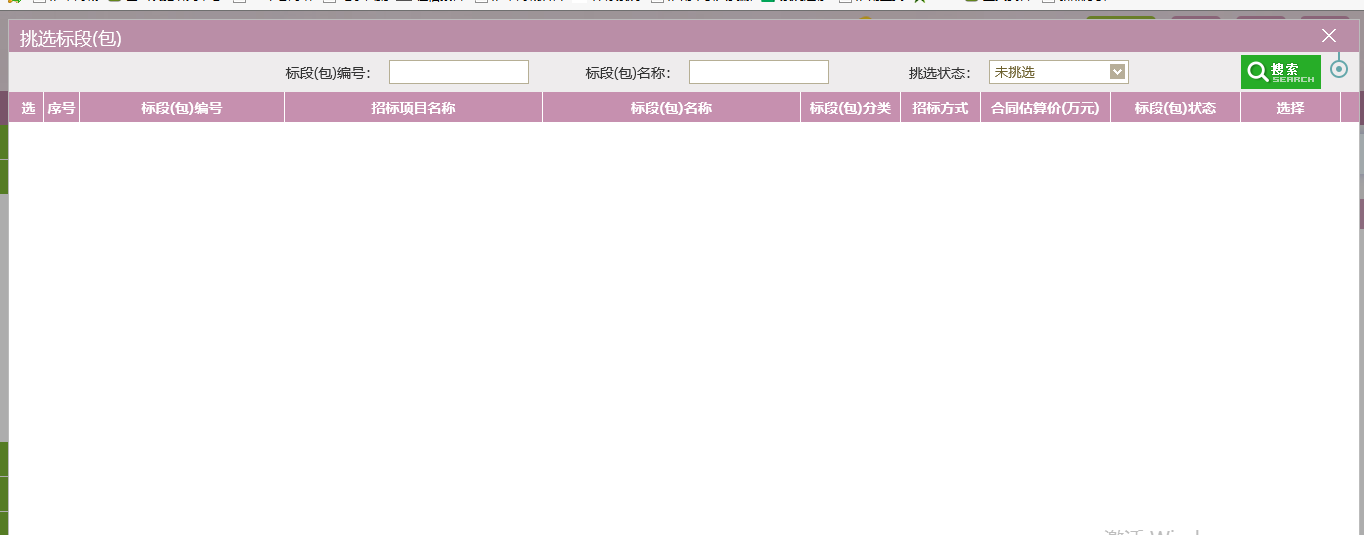 挑选标段(包)
标段(包)编号： 标段(包)名称： 挑选状态： 未挑选 搜索 SEARCH
选 序号 标段(包)编号 招标项目名称 标段(包)名称 标段(包)分类 招标方式 合同估算价(万元) 标段(包)状态 选择